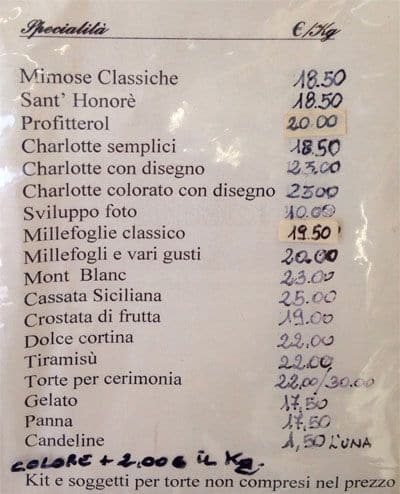 Specialità €/Kg
Mimose Classiche 18.50
Sant' Honorè 18.50
Profitterol 20.00
Charlotte semplici 18.50
Charlotte con disegno 23.00
Charlotte colorato con disegno 2300
Sviluppo foto 10.00
Millefoglie classico 19.50
Millefogli e vari gusti 20.00
Mont Blanc 23.00
Cassata Siciliana 25.00
Crostata di frutta 19.00
Dolce cortina 22,00
Tiramisù 22.00
Torte per cerimonia 22,00/30.00
Gelato 17,50
Panna 17,50
Candeline 1,50 L'UNA
COLORE + 2,00€ iL Kg.
Kit e soggetti per torte non compresi nel prezzo